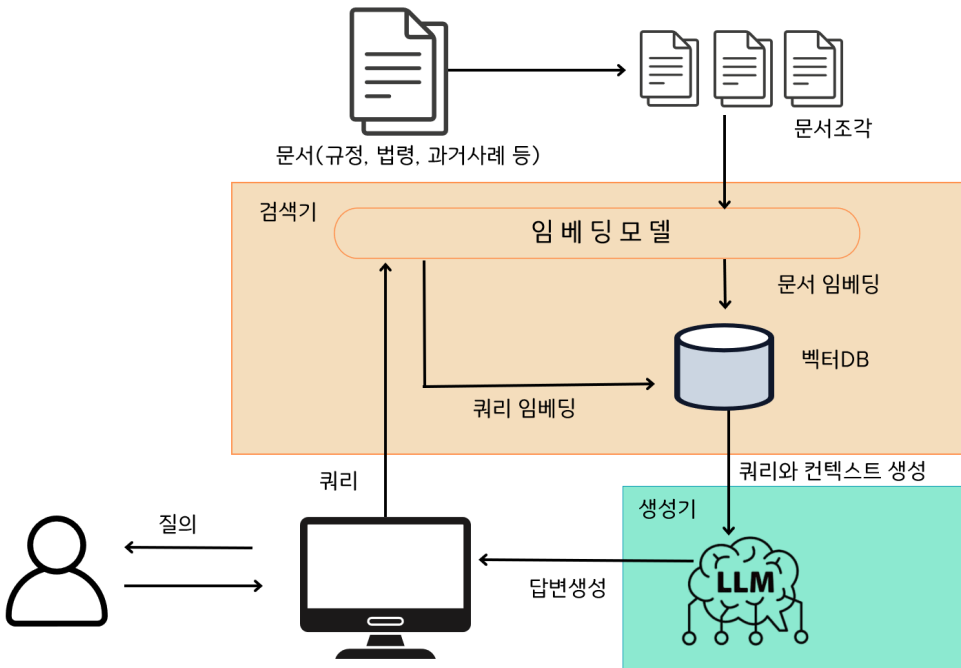 문서조각
문서(규정, 법령, 과거사례 등)
검색기
임베딩모델
문서 임베딩
벡터DB
쿼리 임베딩
쿼리
쿼리와 컨텍스트 생성
생성기
질의
답변생성
LLM